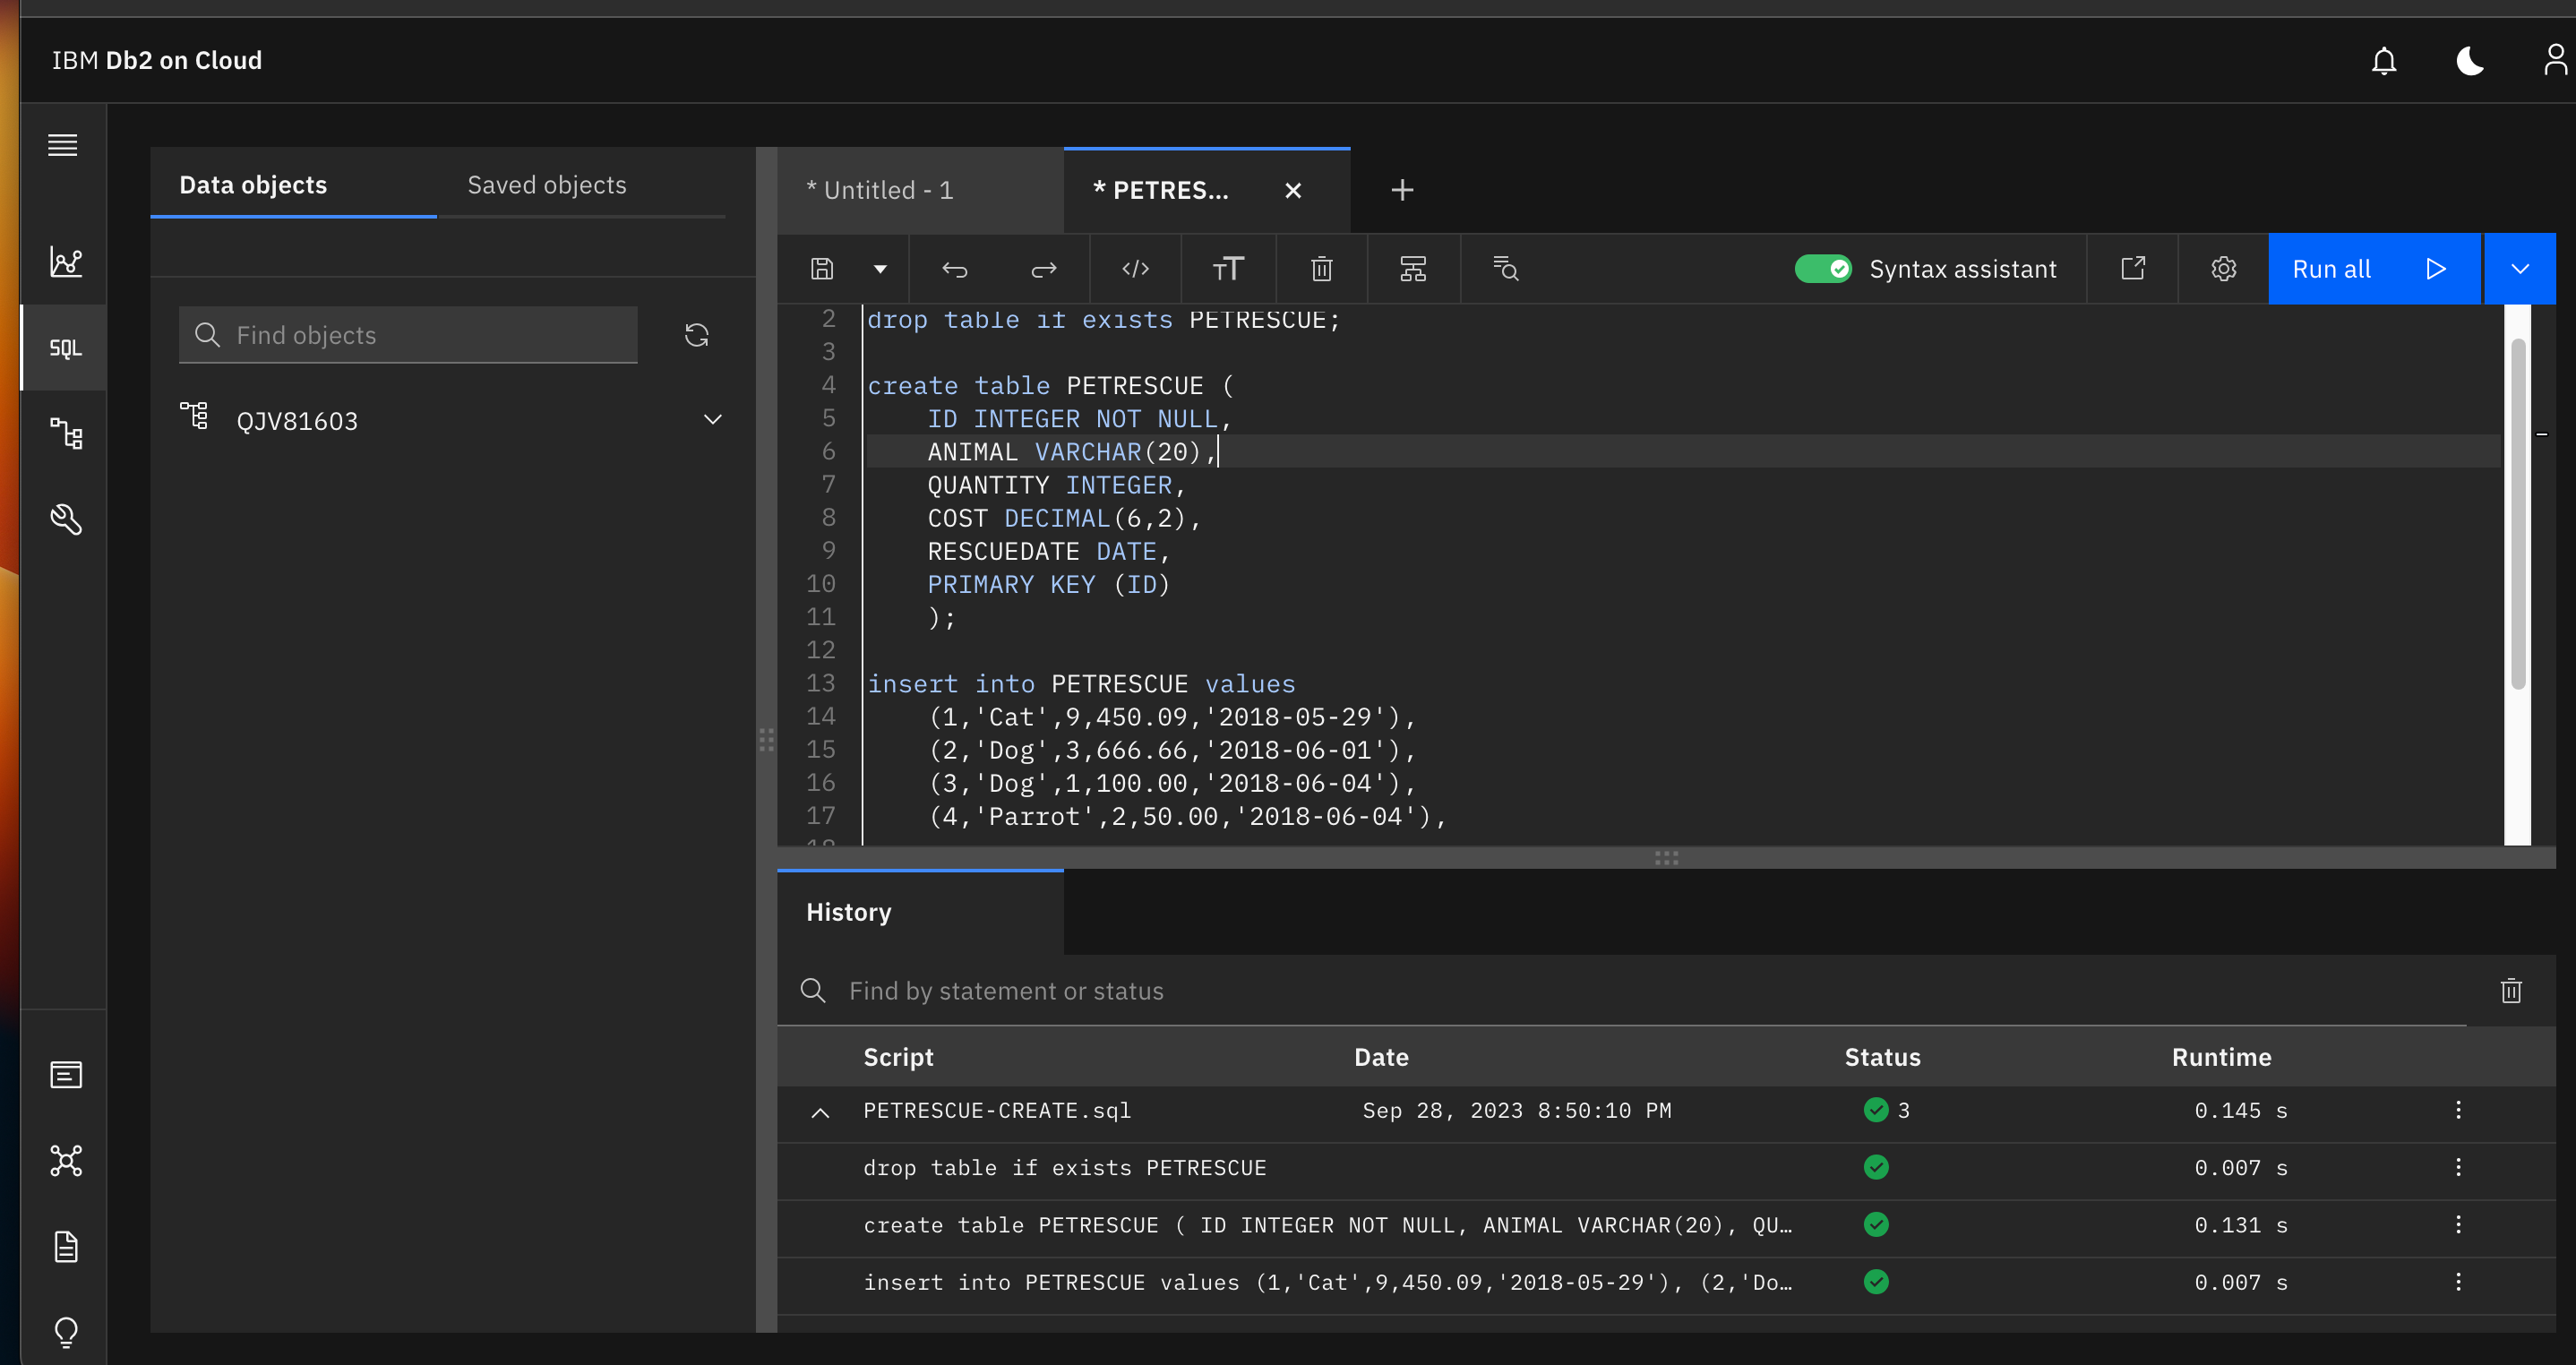 IBM Db2 on Cloud
SQL
Data objects
Saved objects
Find objects
QJV81603
* Untitled - 1
* PETRES...
Syntax assistant
Run all
2 drop table if exists PETRESCUE;
3
4 create table PETRESCUE (
5 ID INTEGER NOT NULL,
6 ANIMAL VARCHAR(20),
7 QUANTITY INTEGER,
8 COST DECIMAL(6,2),
9 RESCUEDATE DATE,
10 PRIMARY KEY (ID)
11 );
12
13 insert into PETRESCUE values
14 (1,'Cat',9,450.09,'2018-05-29'),
15 (2,'Dog',3,666.66,'2018-06-01'),
16 (3,'Dog',1,100.00,'2018-06-04'),
17 (4,'Parrot',2,50.00,'2018-06-04'),
History
Find by statement or status
Script Date Status Runtime
PETRESCUE-CREATE.sql Sep 28, 2023 8:50:10 PM 3 0.145 s
drop table if exists PETRESCUE 0.007 s
create table PETRESCUE ( ID INTEGER NOT NULL, ANIMAL VARCHAR(20), QU... 0.131 s
insert into PETRESCUE values (1,'Cat',9,450.09,'2018-05-29'), (2,'Do... 0.007 s